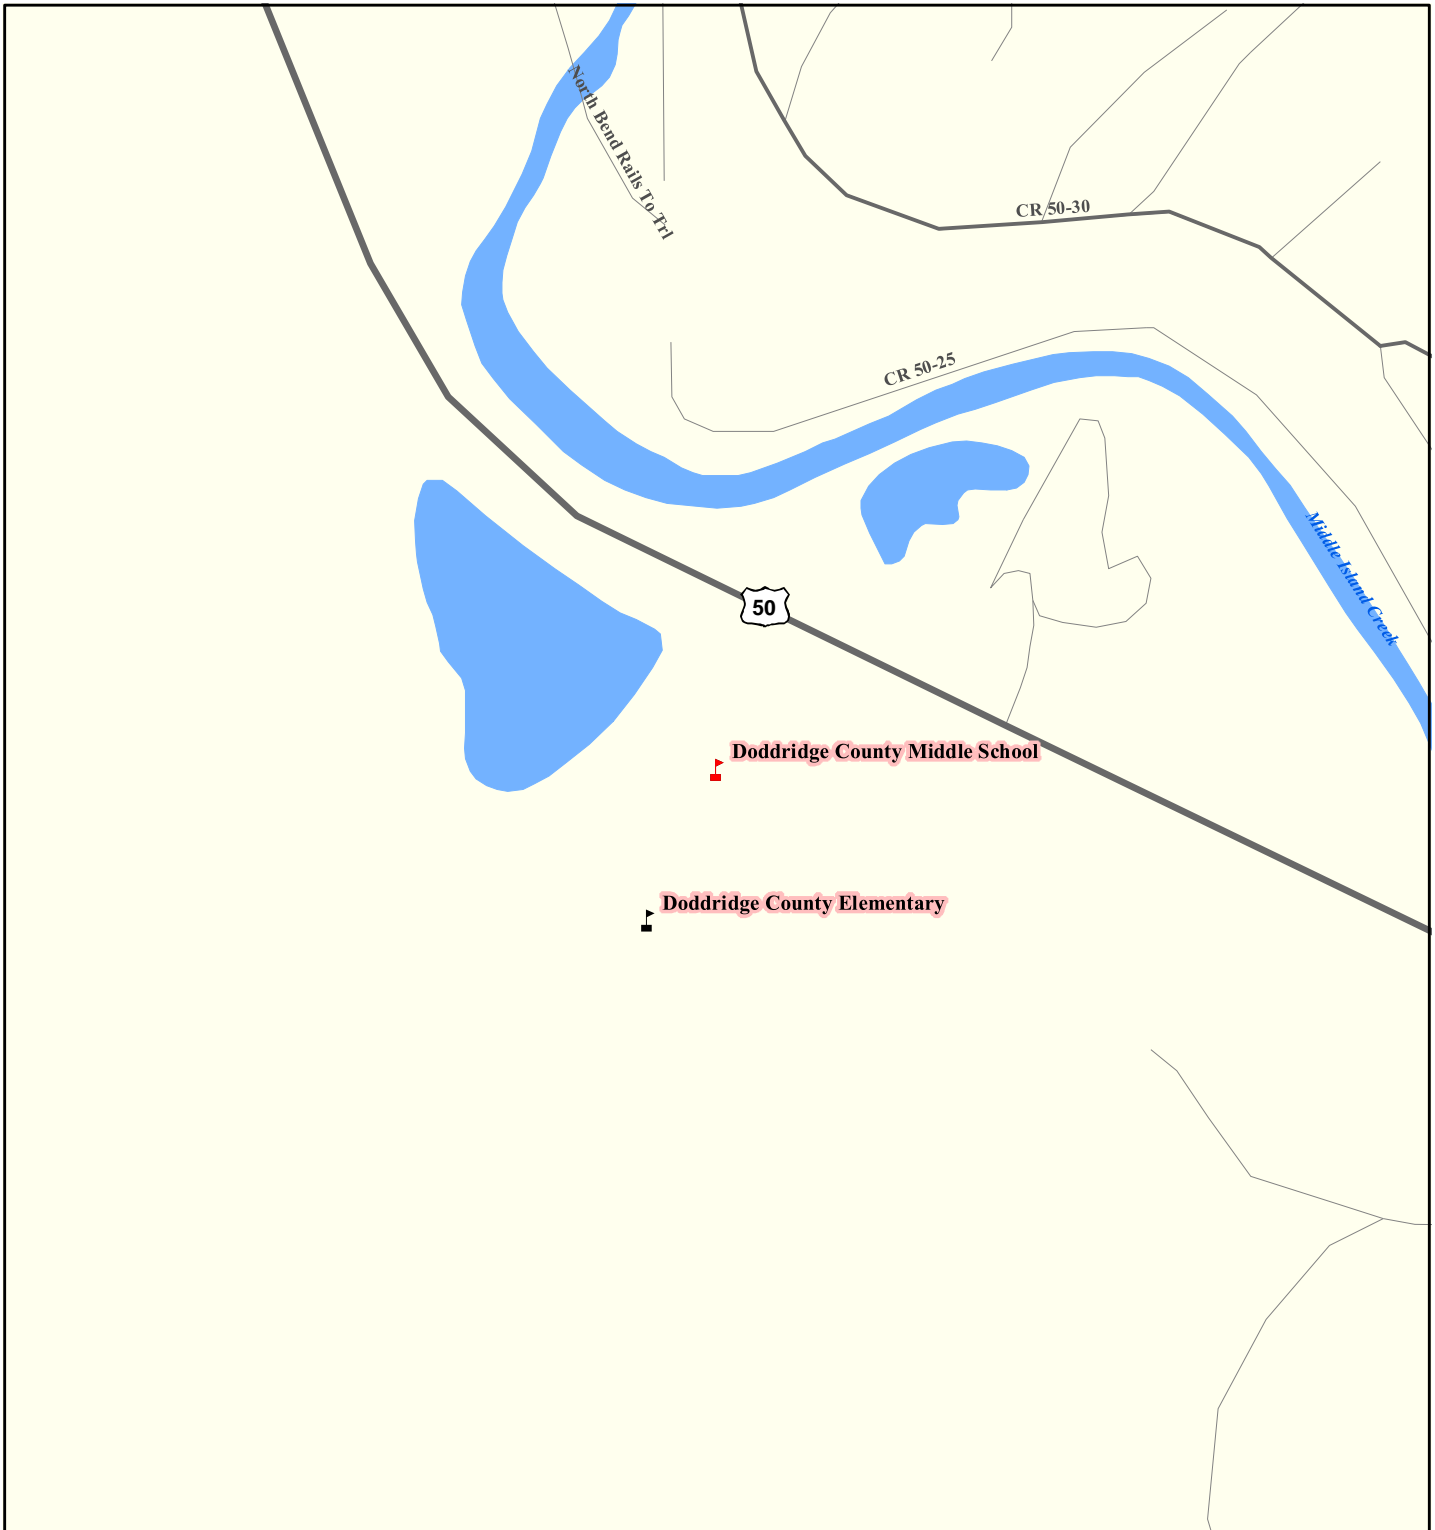 North Bend Rails To Trl
CR 50-30
CR 50-25
Middle Island Creek
50
Doddridge County Middle School
Doddridge County Elementary